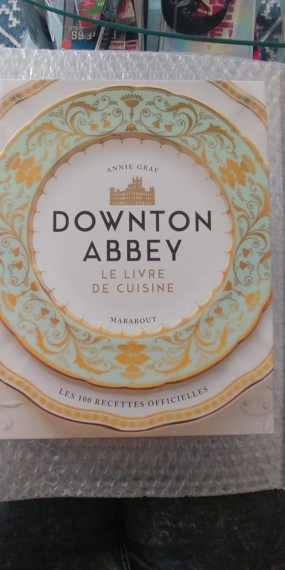 ANNIE GRAY
DOWNTON
ABBEY
LE LIVRE
DE CUISINE
MARABOUT
LES 100 RECETTES OFFICIELLES